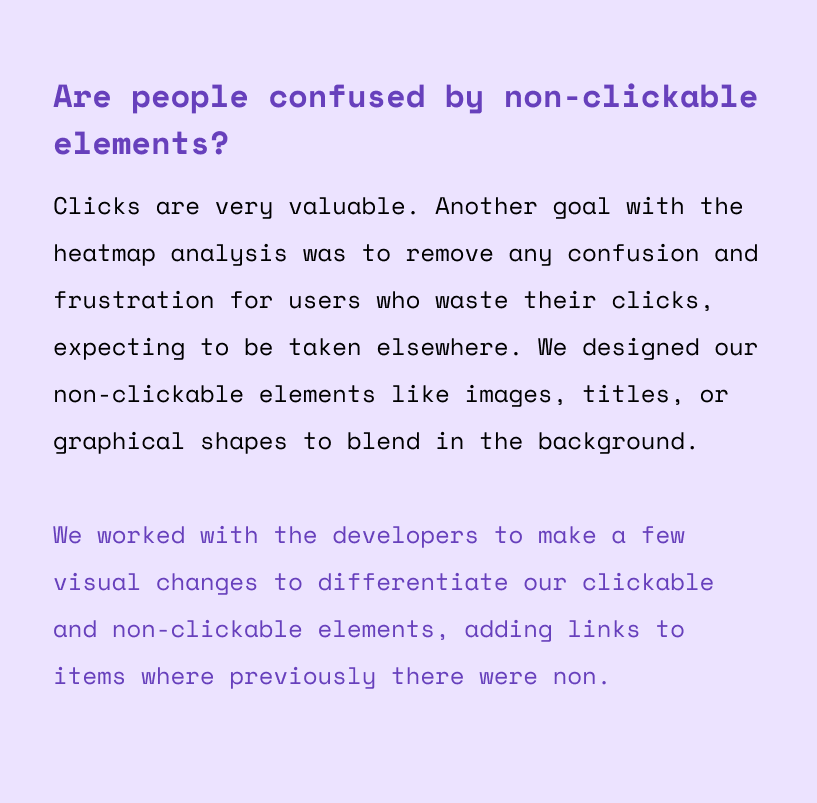 Are people confused by non-clickable
elements?
Clicks are very valuable. Another goal with the
heatmap analysis was to remove any confusion and
frustration for users who waste their clicks,
expecting to be taken elsewhere. We designed our
non-clickable elements like images, titles, or
graphical shapes to blend in the background.
We worked with the developers to make a few
visual changes to differentiate our clickable
and non-clickable elements, adding links to
items where previously there were non.